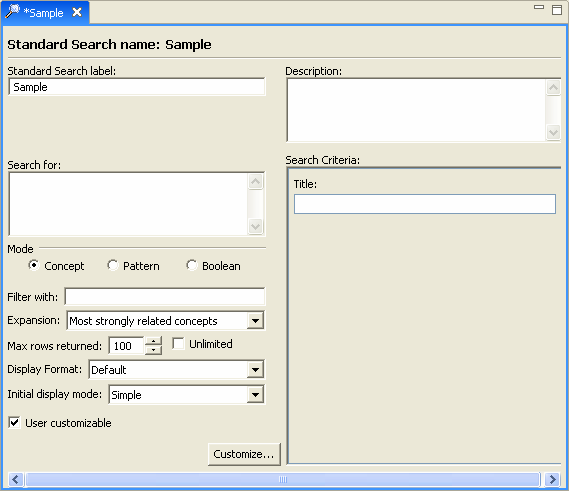 *Sample
Standard Search name: Sample
Standard Search label:
Sample
Description:
Search for:
Search Criteria:
Title:
Mode
Concept Pattern Boolean
Filter with:
Expansion: Most strongly related concepts
Max rows returned: 100 Unlimited
Display Format: Default
Initial display mode: Simple
User customizable
Customize...